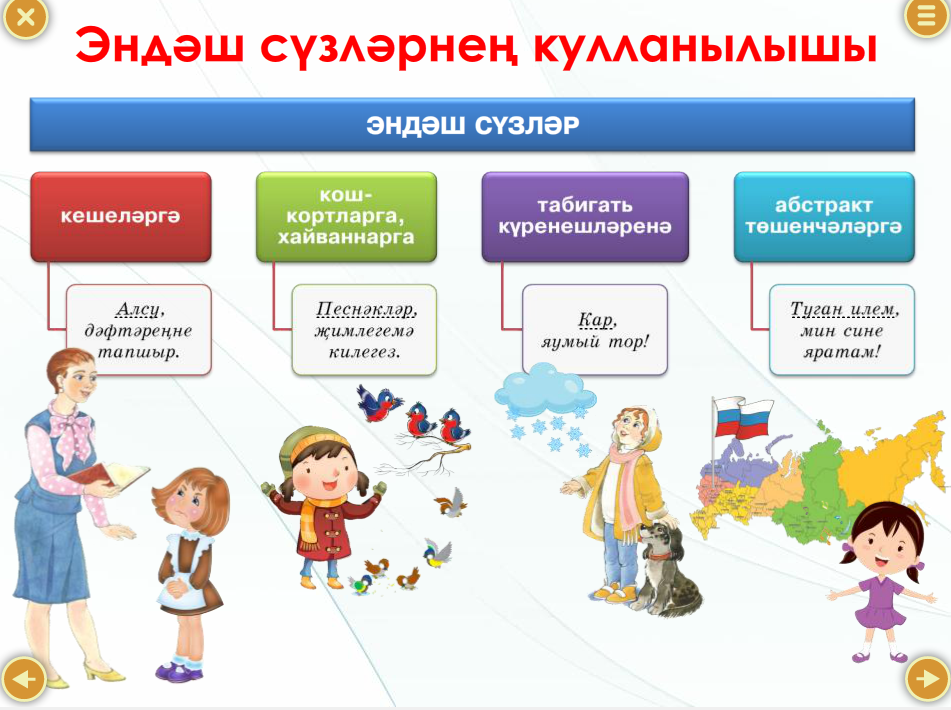 Эндәш сүзләрнең кулланылышы
ЭНДӘШ СҮЗЛӘР
кешеләргә
кош-
кортларга,
хайваннарга
табигать
күренешләренә
абстракт
төшенчәләргә
Алсу,
дәфтәреңне
тапшыр.
Песнәкләр,
җимлегемә
килегез.
Кар,
яумый тор!
Туган илем,
мин сине
яратам!